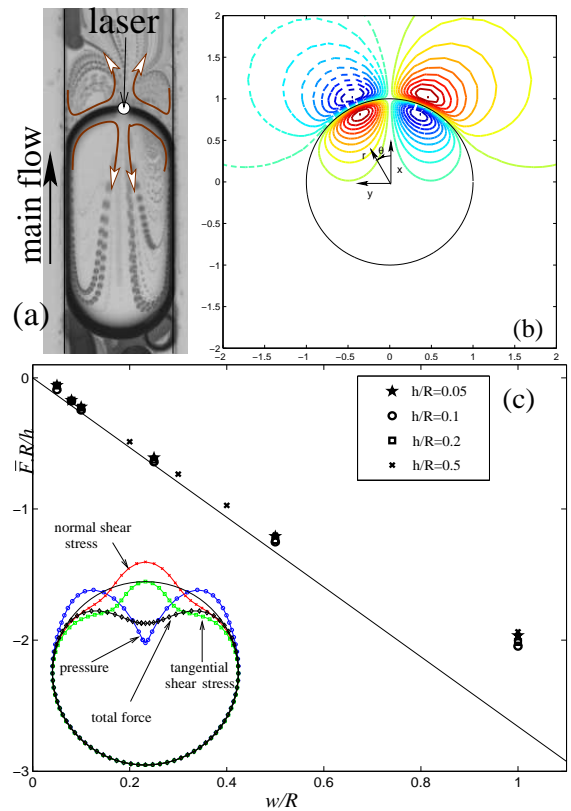 laser
main flow
(a)
2
1.5
1
0.5
0
−0.5
−1
−1.5
−2
θ
r
x
y
(b)
−2 −1.5 −1 −0.5 0 0.5 1 1.5 2
(c)
h/R=0.05
h/R=0.1
h/R=0.2
h/R=0.5
0
−1
−2
−3
F̅ R/h
normal shear
stress
pressure
tangential
shear stress
total force
0 0.2 0.4 0.6 0.8 1
w/R